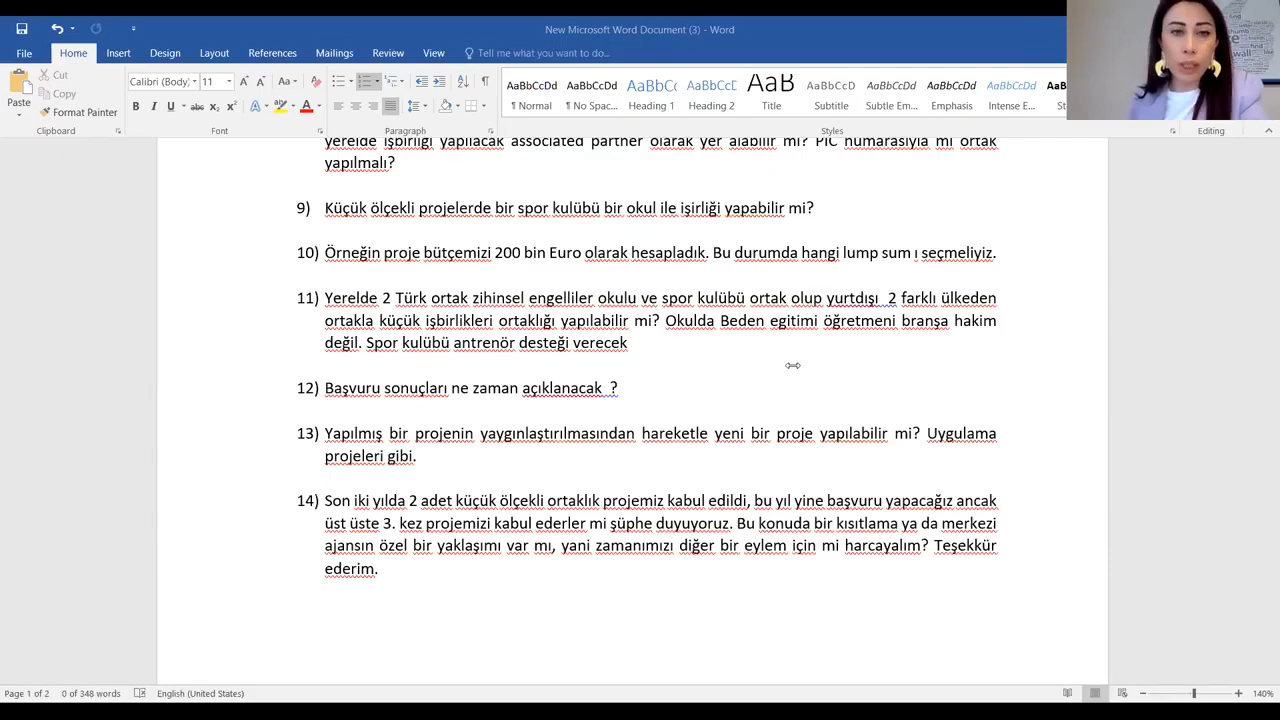 New Microsoft Word Document (3) - Word
File Home Insert Design Layout References Mailings Review View Tell me what you want to do...
Paste Cut Copy Format Painter
Calibri (Body) 11
AaBbCcDd AaBbCcDd AaBbCc AaBbCcC AaB AaBbCcD AaBbCcDd AaBbCcDd AaBbCcDd
¶ Normal ¶ No Spac... Heading 1 Heading 2 Title Subtitle Subtle Em... Emphasis Intense E...
Clipboard Font Paragraph Styles Editing
yerelde işbirliği yapılacak associated partner olarak yer alabilir mi? PIC numarasıyla mı ortak
yapılmalı?
9) Küçük ölçekli projelerde bir spor kulübü bir okul ile işirliği yapabilir mi?
10) Örneğin proje bütçemizi 200 bin Euro olarak hesapladık. Bu durumda hangi lump sum ı seçmeliyiz.
11) Yerelde 2 Türk ortak zihinsel engelliler okulu ve spor kulübü ortak olup yurtdışı 2 farklı ülkeden
ortakla küçük işbirlikleri ortaklığı yapılabilir mi? Okulda Beden egitimi öğretmeni branşa hakim
değil. Spor kulübü antrenör desteği verecek
12) Başvuru sonuçları ne zaman açıklanacak ?
13) Yapılmış bir projenin yaygınlaştırılmasından hareketle yeni bir proje yapılabilir mi? Uygulama
projeleri gibi.
14) Son iki yılda 2 adet küçük ölçekli ortaklık projemiz kabul edildi, bu yıl yine başvuru yapacağız ancak
üst üste 3. kez projemizi kabul ederler mi şüphe duyuyoruz. Bu konuda bir kısıtlama ya da merkezi
ajansın özel bir yaklaşımı var mı, yani zamanımızı diğer bir eylem için mi harcayalım? Teşekkür
ederim.
Page 1 of 2 0 of 348 words English (United States) 140%